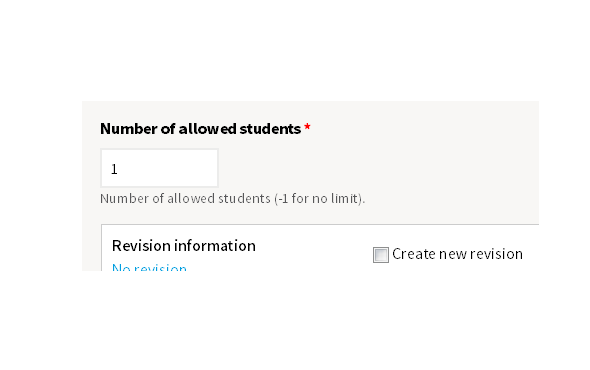 Number of allowed students *
1
Number of allowed students (-1 for no limit).
Revision information
Create new revision
No revision